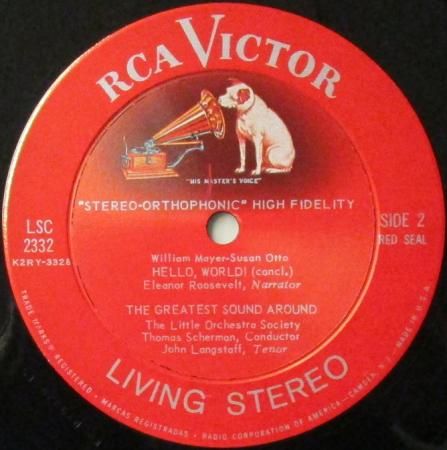 RCA VICTOR
"HIS MASTER'S VOICE"
"STEREO-ORTHOPHONIC" HIGH FIDELITY
LSC
2332
K2RY-3328
SIDE 2
RED SEAL
William Mayer-Susan Otto
HELLO, WORLD! (concl.)
Eleanor Roosevelt, Narrator
THE GREATEST SOUND AROUND
The Little Orchestra Society
Thomas Scherman, Conductor
John Langstaff, Tenor
LIVING STEREO
TRADE MARKS® REGISTERED • MARCAS REGISTRADAS • RADIO CORPORATION OF AMERICA—CAMDEN, N.J. MADE IN U.S.A.